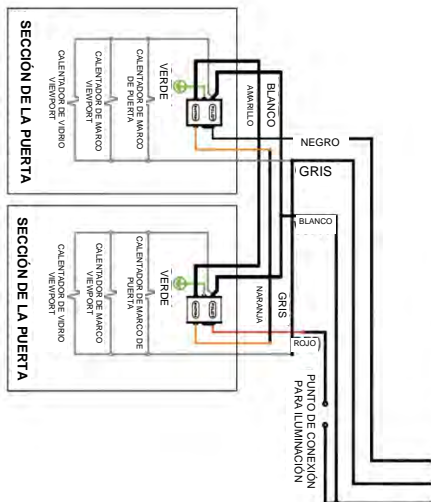 SECCIÓN DE LA PUERTA
CALENTADOR DE VIDRIO
VIEWPORT
CALENTADOR DE MARCO
VIEWPORT
CALENTADOR DE MARCO
DE PUERTA
VERDE
AMARILLO
BLANCO
NEGRO
GRIS
BLANCO
SECCIÓN DE LA PUERTA
CALENTADOR DE VIDRIO
VIEWPORT
CALENTADOR DE MARCO
VIEWPORT
CALENTADOR DE MARCO DE
PUERTA
VERDE
NARANJA
GRIS
ROJO
PUNTO DE CONEXIÓN
PARA ILUMINACIÓN